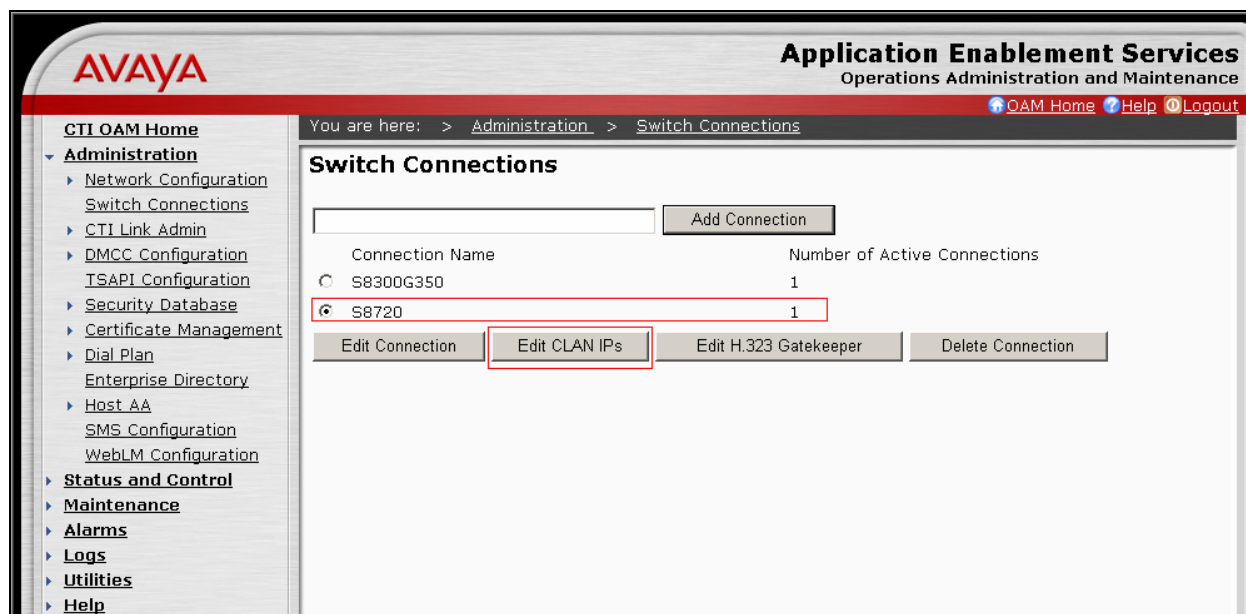 AVAYA
Application Enablement Services
Operations Administration and Maintenance
OAM Home Help Logout
CTI OAM Home
Administration
Network Configuration
Switch Connections
CTI Link Admin
DMCC Configuration
TSAPI Configuration
Security Database
Certificate Management
Dial Plan
Enterprise Directory
Host AA
SMS Configuration
WebLM Configuration
Status and Control
Maintenance
Alarms
Logs
Utilities
Help
You are here: > Administration > Switch Connections
Switch Connections
Add Connection
Connection Name Number of Active Connections
S8300G350 1
S8720 1
Edit Connection Edit CLAN IPs Edit H.323 Gatekeeper Delete Connection